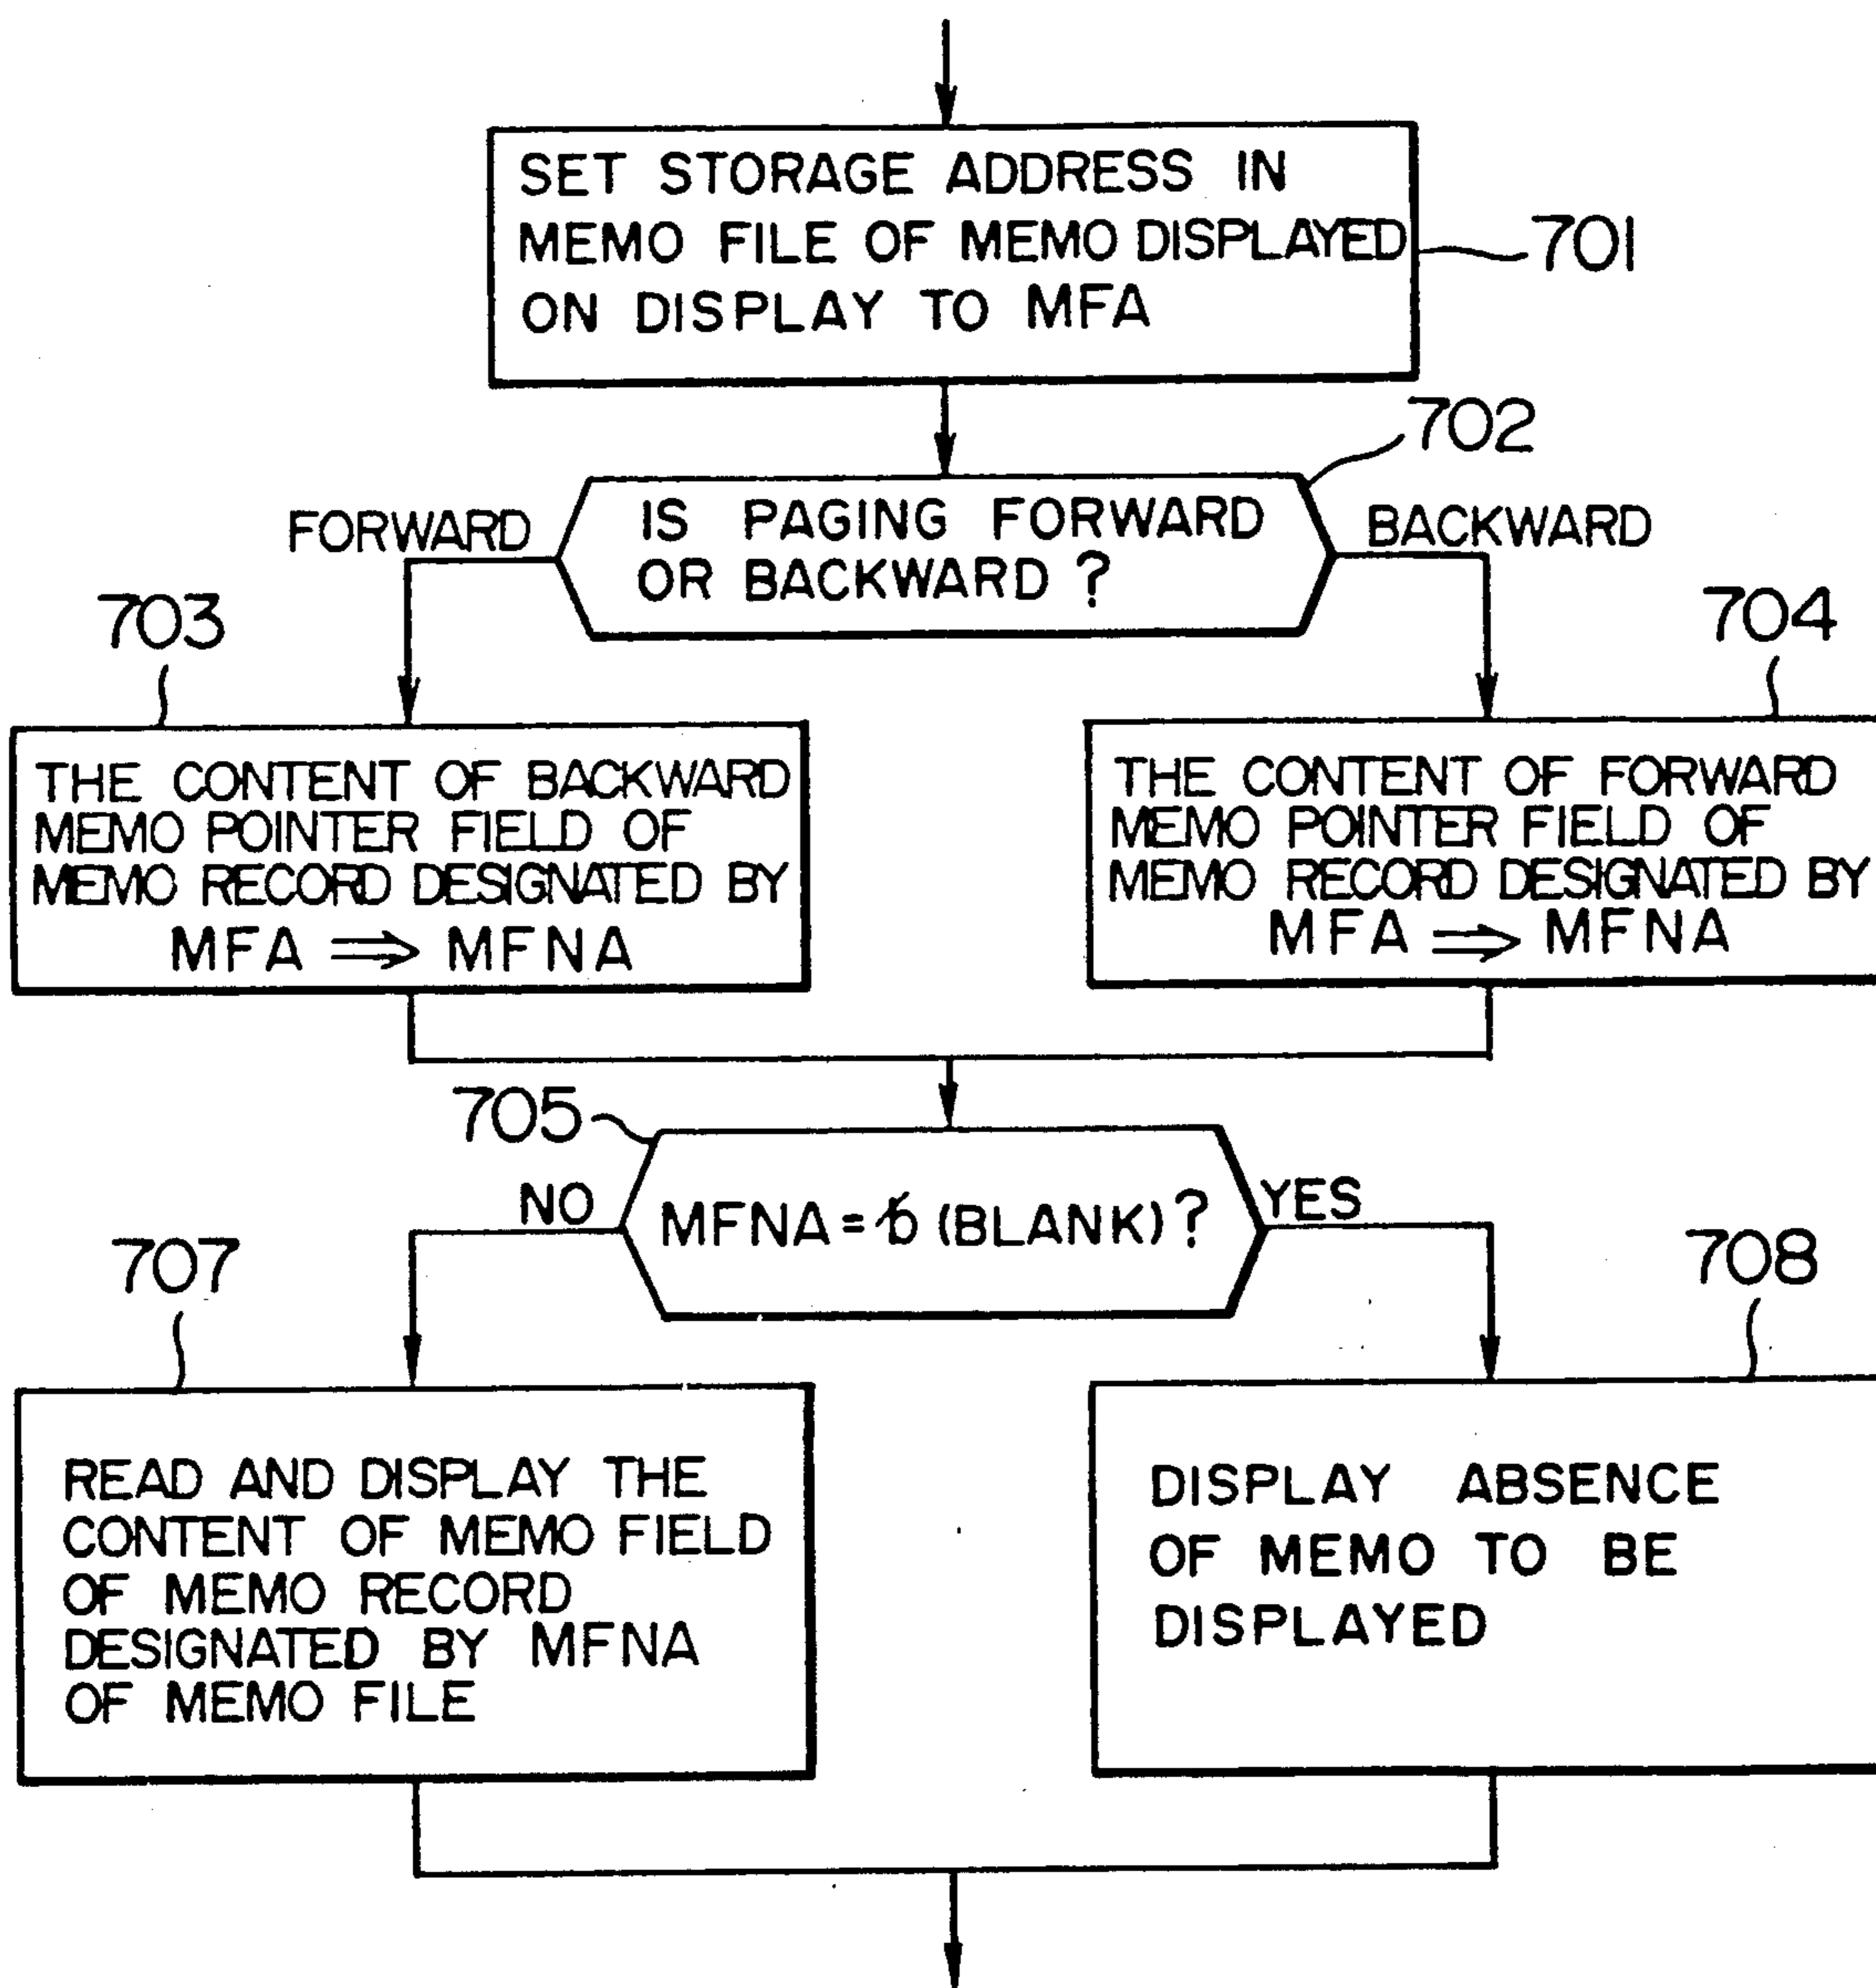 SET STORAGE ADDRESS IN
MEMO FILE OF MEMO DISPLAYED
ON DISPLAY TO MFA
701
702
FORWARD
IS PAGING FORWARD
OR BACKWARD ?
BACKWARD
703
704
THE CONTENT OF BACKWARD
MEMO POINTER FIELD OF
MEMO RECORD DESIGNATED BY
MFA ⇒ MFNA
THE CONTENT OF FORWARD
MEMO POINTER FIELD OF
MEMO RECORD DESIGNATED BY
MFA ⇒ MFNA
705
NO
MFNA = ƀ (BLANK) ?
YES
707
708
READ AND DISPLAY THE
CONTENT OF MEMO FIELD
OF MEMO RECORD
DESIGNATED BY MFNA
OF MEMO FILE
DISPLAY ABSENCE
OF MEMO TO BE
DISPLAYED